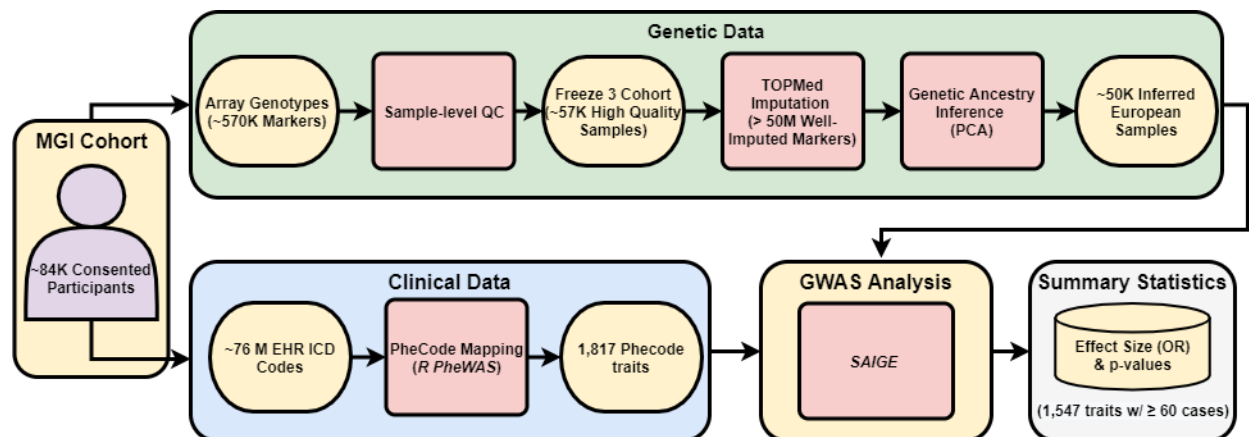 Genetic Data
Array Genotypes
(~570K Markers)
Sample-level QC
Freeze 3 Cohort
(~57K High Quality
Samples)
TOPMed
Imputation
(> 50M Well-
Imputed Markers)
Genetic Ancestry
Inference
(PCA)
~50K Inferred
European
Samples
MGI Cohort
~84K Consented
Participants
Clinical Data
~76 M EHR ICD
Codes
PheCode Mapping
(R PheWAS)
1,817 Phecode
traits
GWAS Analysis
SAIGE
Summary Statistics
Effect Size (OR)
& p-values
(1,547 traits w/ ≥ 60 cases)